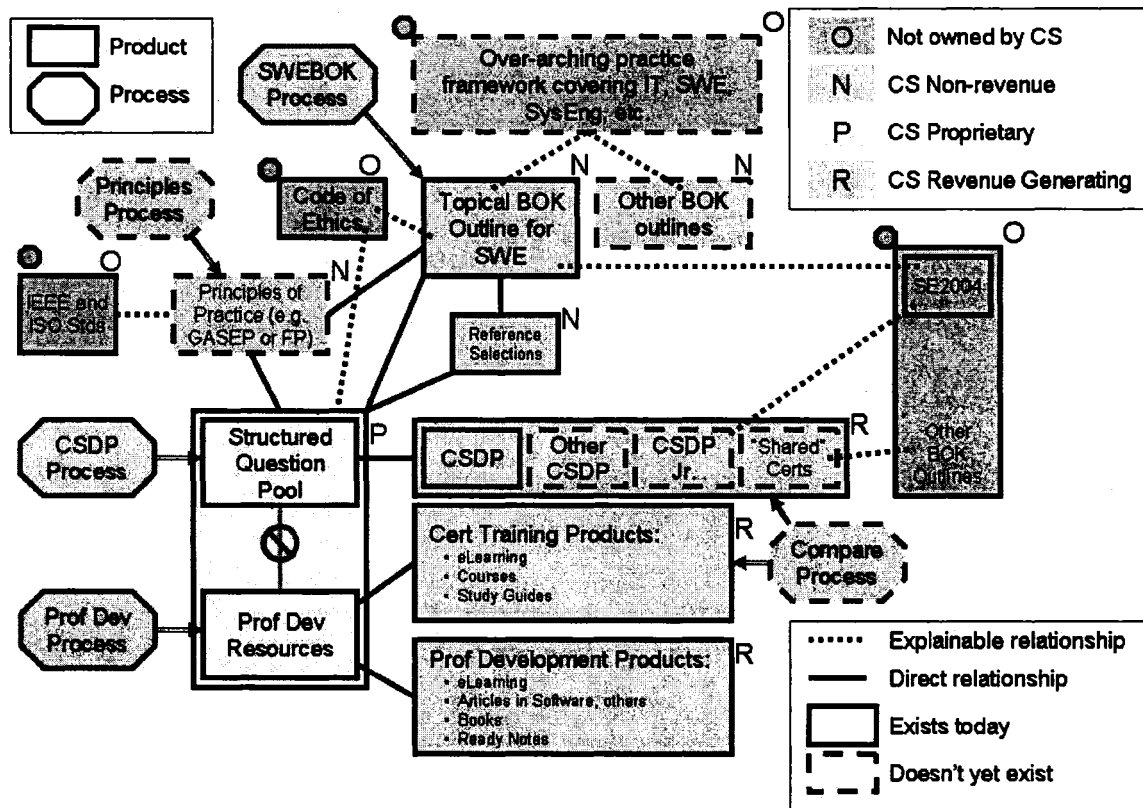 Product
Process
SWEBOK
Process
O
Over-arching practice
framework covering IT, SWE,
SysEng, etc.
O
Not owned by CS
N
CS Non-revenue
P
CS Proprietary
R
CS Revenue Generating
Principles
Process
O
Code of
Ethics
N
Topical BOK
Outline for
SWE
N
Other BOK
outlines
O
IEEE and
ISO Stds
N
Principles of
Practice (e.g.
GASEP or FP)
N
Reference
Selections
O
SE2004
Other
BOK
Outlines
CSDP
Process
Structured
Question
Pool
P
R
CSDP
Other
CSDP
CSDP
Jr.
"Shared"
Certs
Cert Training Products:
• eLearning
• Courses
• Study Guides
R
Compare
Process
Prof Dev
Process
Prof Dev
Resources
Prof Development Products:
• eLearning
• Articles in Software, others
• Books
• Ready Notes
R
Explainable relationship
Direct relationship
Exists today
Doesn't yet exist